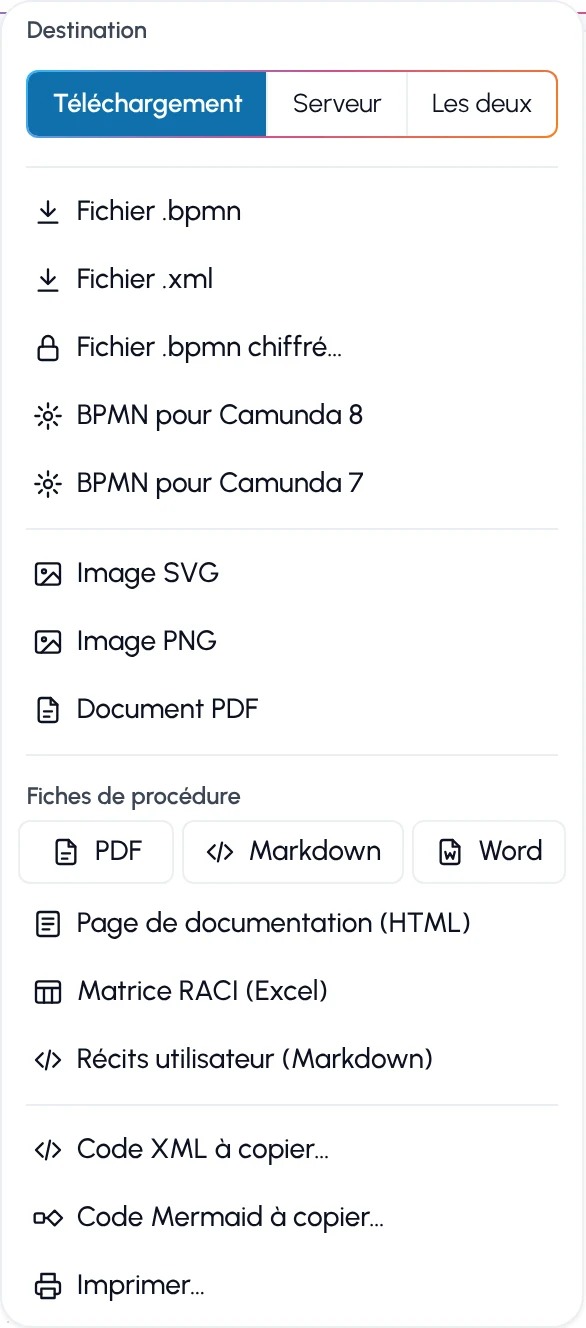 Destination
Téléchargement Serveur Les deux
Fichier .bpmn
Fichier .xml
Fichier .bpmn chiffré...
BPMN pour Camunda 8
BPMN pour Camunda 7
Image SVG
Image PNG
Document PDF
Fiches de procédure
PDF Markdown Word
Page de documentation (HTML)
Matrice RACI (Excel)
Récits utilisateur (Markdown)
Code XML à copier...
Code Mermaid à copier...
Imprimer...